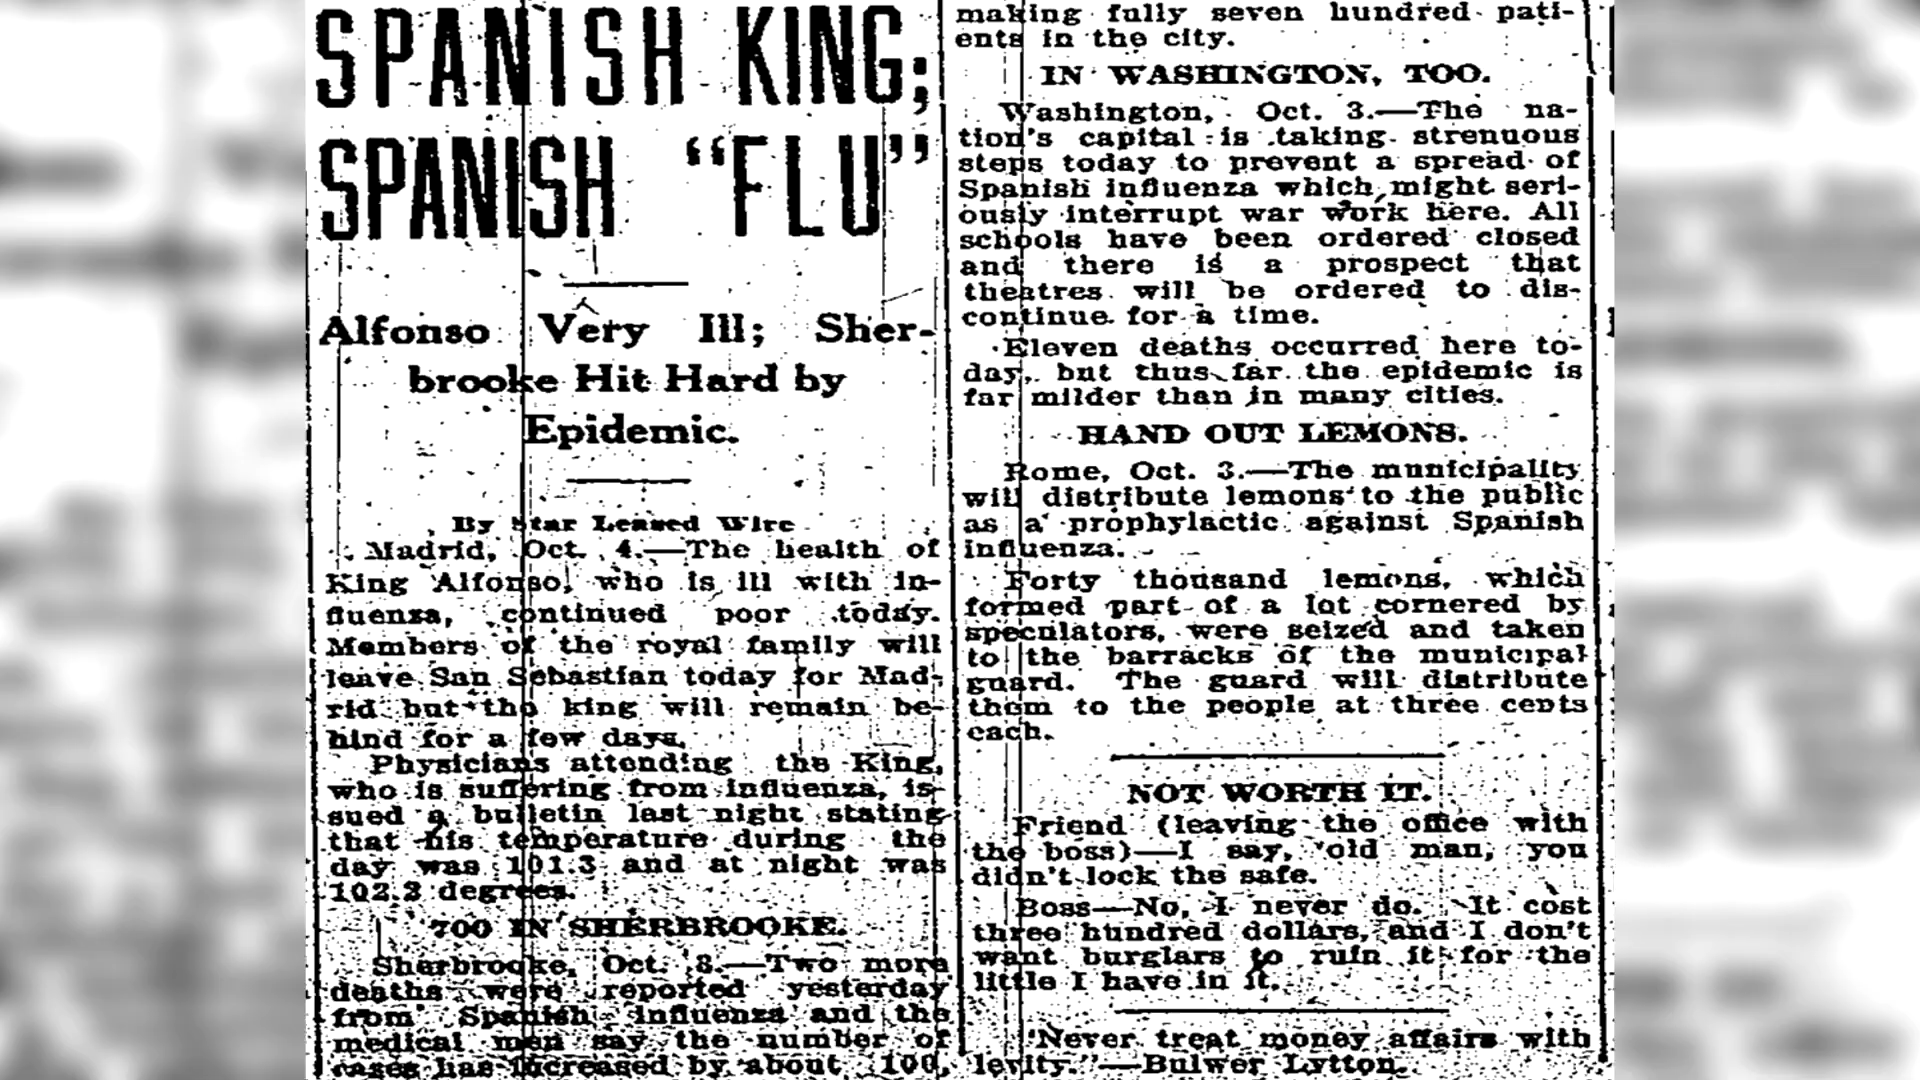 SPANISH KING;
SPANISH "FLU"
Alfonso Very Ill; Sher-
brooke Hit Hard by
Epidemic.
By Star Leased Wire
Madrid, Oct. 4.—The health of
King Alfonso, who is ill with in-
fluenza, continued poor today.
Members of the royal family will
leave San Sebastian today for Mad-
rid but the king will remain be-
hind for a few days.
Physicians attending the King,
who is suffering from influenza, is-
sued a bulletin last night stating
that his temperature during the
day was 101.3 and at night was
102.2 degrees.
700 IN SHERBROOKE.
Sherbrooke, Oct. 3.—Two more
deaths were reported yesterday
from Spanish influenza and the
medical men say the number of
cases has increased by about 100,
making fully seven hundred pati-
ents in the city.
IN WASHINGTON, TOO.
Washington, Oct. 3.—The na-
tion's capital is taking strenuous
steps today to prevent a spread of
Spanish influenza which might seri-
ously interrupt war work here. All
schools have been ordered closed
and there is a prospect that
theatres will be ordered to dis-
continue for a time.
Eleven deaths occurred here to-
day, but thus far the epidemic is
far milder than in many cities.
HAND OUT LEMONS.
Rome, Oct. 3.—The municipality
will distribute lemons to the public
as a prophylactic against Spanish
influenza.
Forty thousand lemons, which
formed part of a lot cornered by
speculators, were seized and taken
to the barracks of the municipal
guard. The guard will distribute
them to the people at three cents
each.
NOT WORTH IT.
Friend (leaving the office with
the boss)—I say, old man, you
didn't lock the safe.
Boss—No, I never do. It cost
three hundred dollars, and I don't
want burglars to ruin it for the
little I have in it.
"Never treat money affairs with
levity."—Bulwer Lytton.